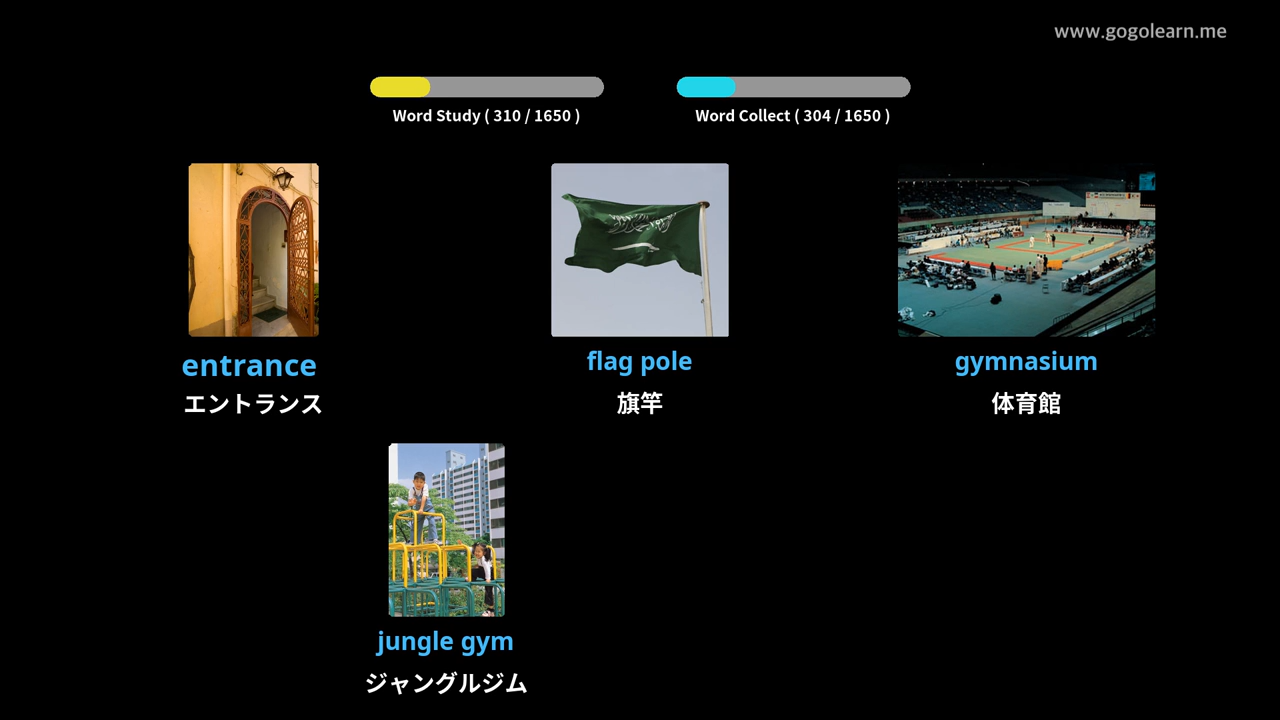 www.gogolearn.me
Word Study ( 310 / 1650 )
Word Collect ( 304 / 1650 )
entrance
エントランス
flag pole
旗竿
gymnasium
体育館
jungle gym
ジャングルジム